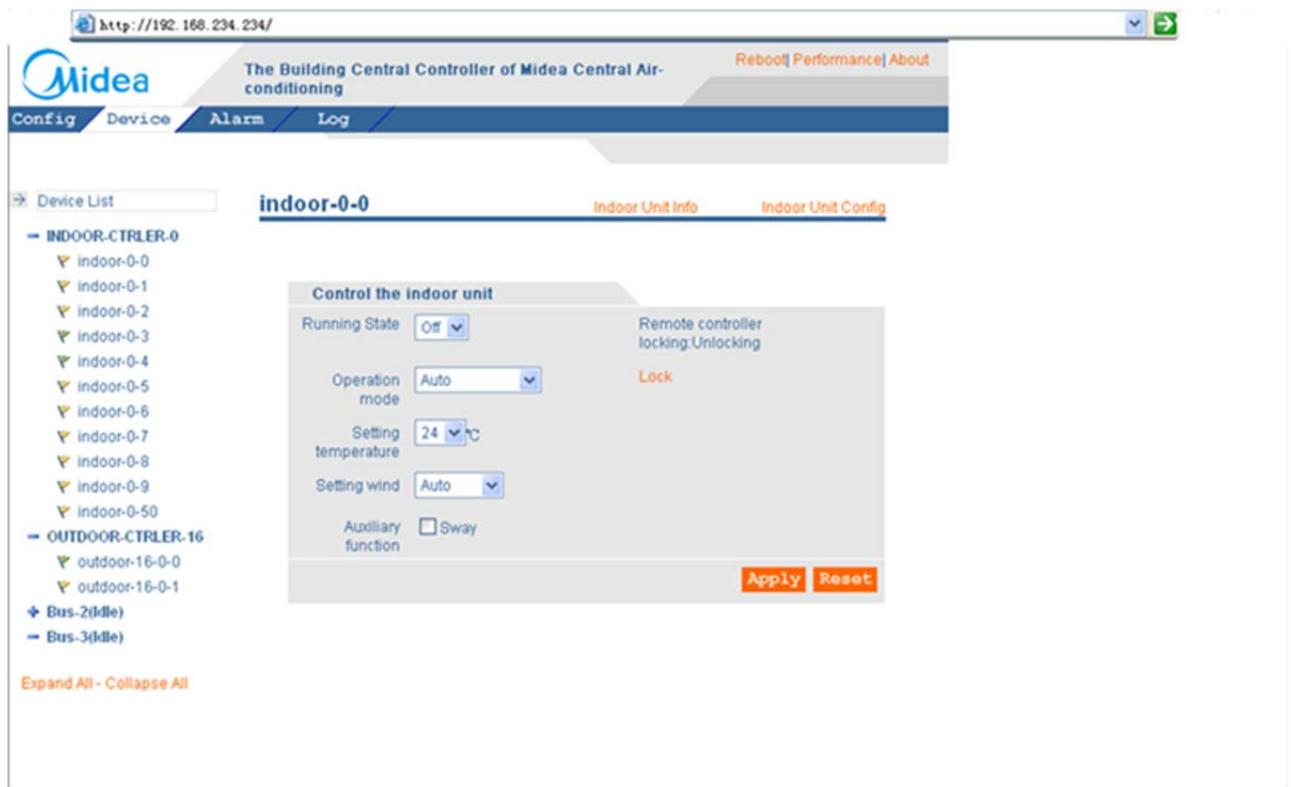 http://192.168.234.234/
Midea
The Building Central Controller of Midea Central Air-
conditioning
Reboot| Performance| About
Config Device Alarm Log
Device List
indoor-0-0
Indoor Unit Info
Indoor Unit Config
INDOOR-CTRLER-0
indoor-0-0
indoor-0-1
indoor-0-2
indoor-0-3
indoor-0-4
indoor-0-5
indoor-0-6
indoor-0-7
indoor-0-8
indoor-0-9
indoor-0-50
OUTDOOR-CTRLER-16
outdoor-16-0-0
outdoor-16-0-1
Bus-2(Idle)
Bus-3(Idle)
Expand All - Collapse All
Control the indoor unit
Running State Off
Remote controller
locking:Unlocking
Operation
mode
Auto
Lock
Setting
temperature
24 ℃
Setting wind Auto
Auxiliary
function
Sway
Apply Reset